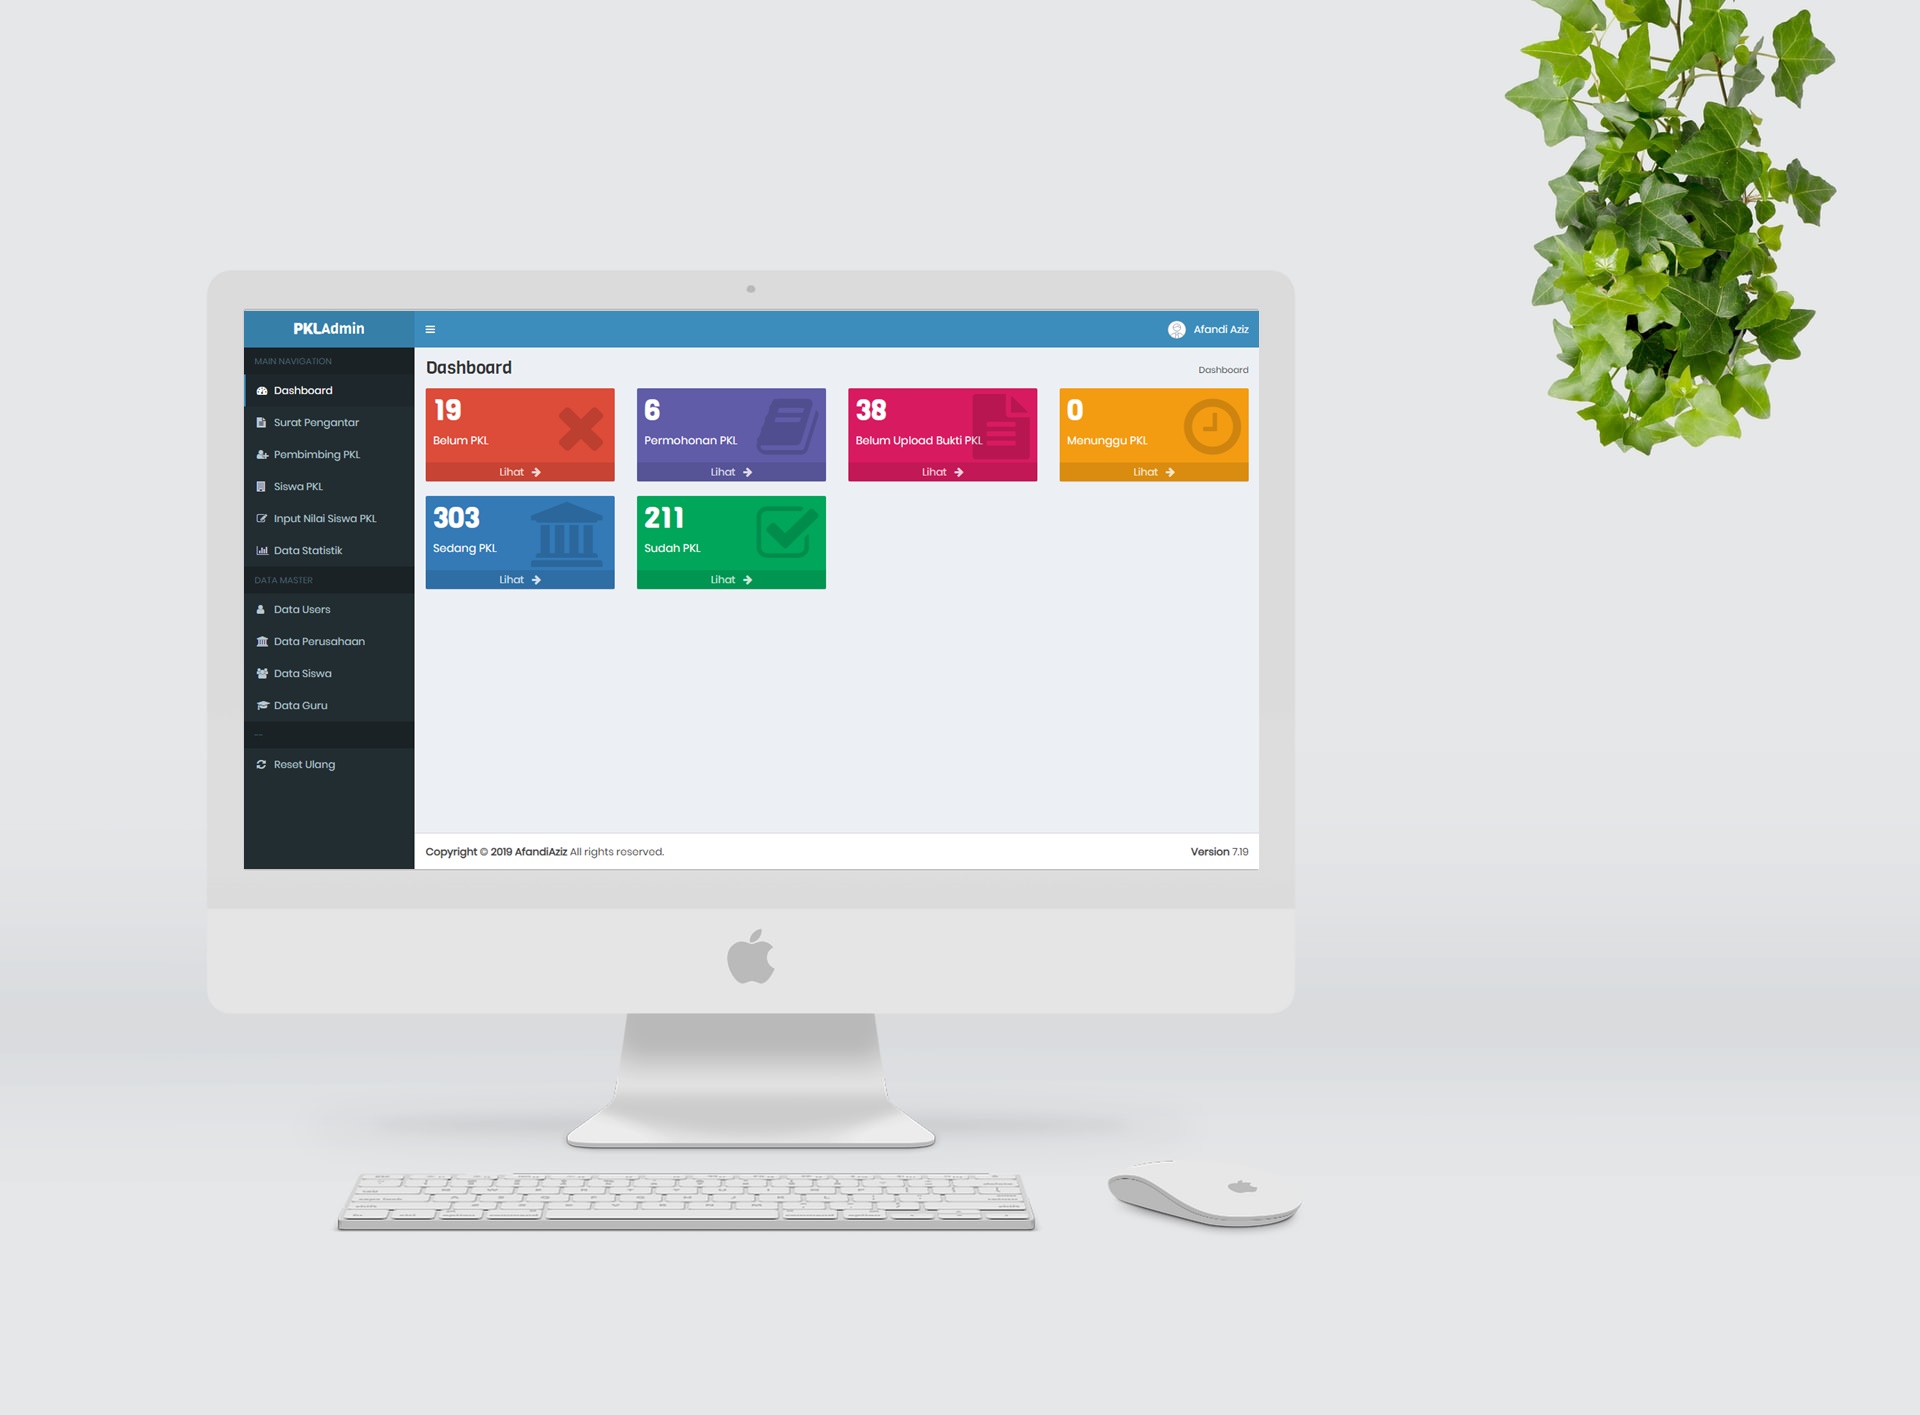 PKLAdmin
Afandi Aziz
MAIN NAVIGATION
Dashboard
Surat Pengantar
Pembimbing PKL
Siswa PKL
Input Nilai Siswa PKL
Data Statistik
DATA MASTER
Data Users
Data Perusahaan
Data Siswa
Data Guru
---
Reset Ulang
Dashboard
Dashboard
19
Belum PKL
Lihat
6
Permohonan PKL
Lihat
38
Belum Upload Bukti PKL
Lihat
0
Menunggu PKL
Lihat
303
Sedang PKL
Lihat
211
Sudah PKL
Lihat
Copyright © 2019 AfandiAziz All rights reserved.
Version 7.19